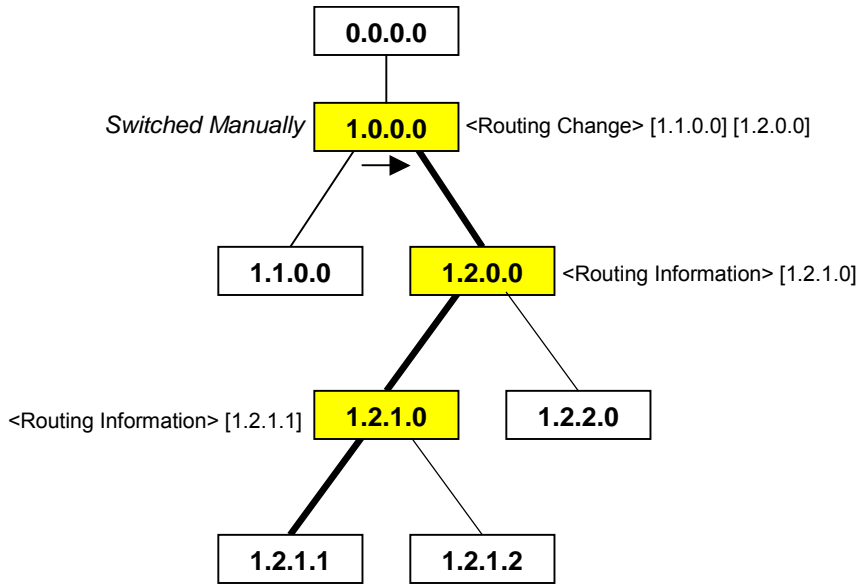 0.0.0.0
Switched Manually 1.0.0.0 <Routing Change> [1.1.0.0] [1.2.0.0]
1.1.0.0 1.2.0.0 <Routing Information> [1.2.1.0]
<Routing Information> [1.2.1.1] 1.2.1.0 1.2.2.0
1.2.1.1 1.2.1.2